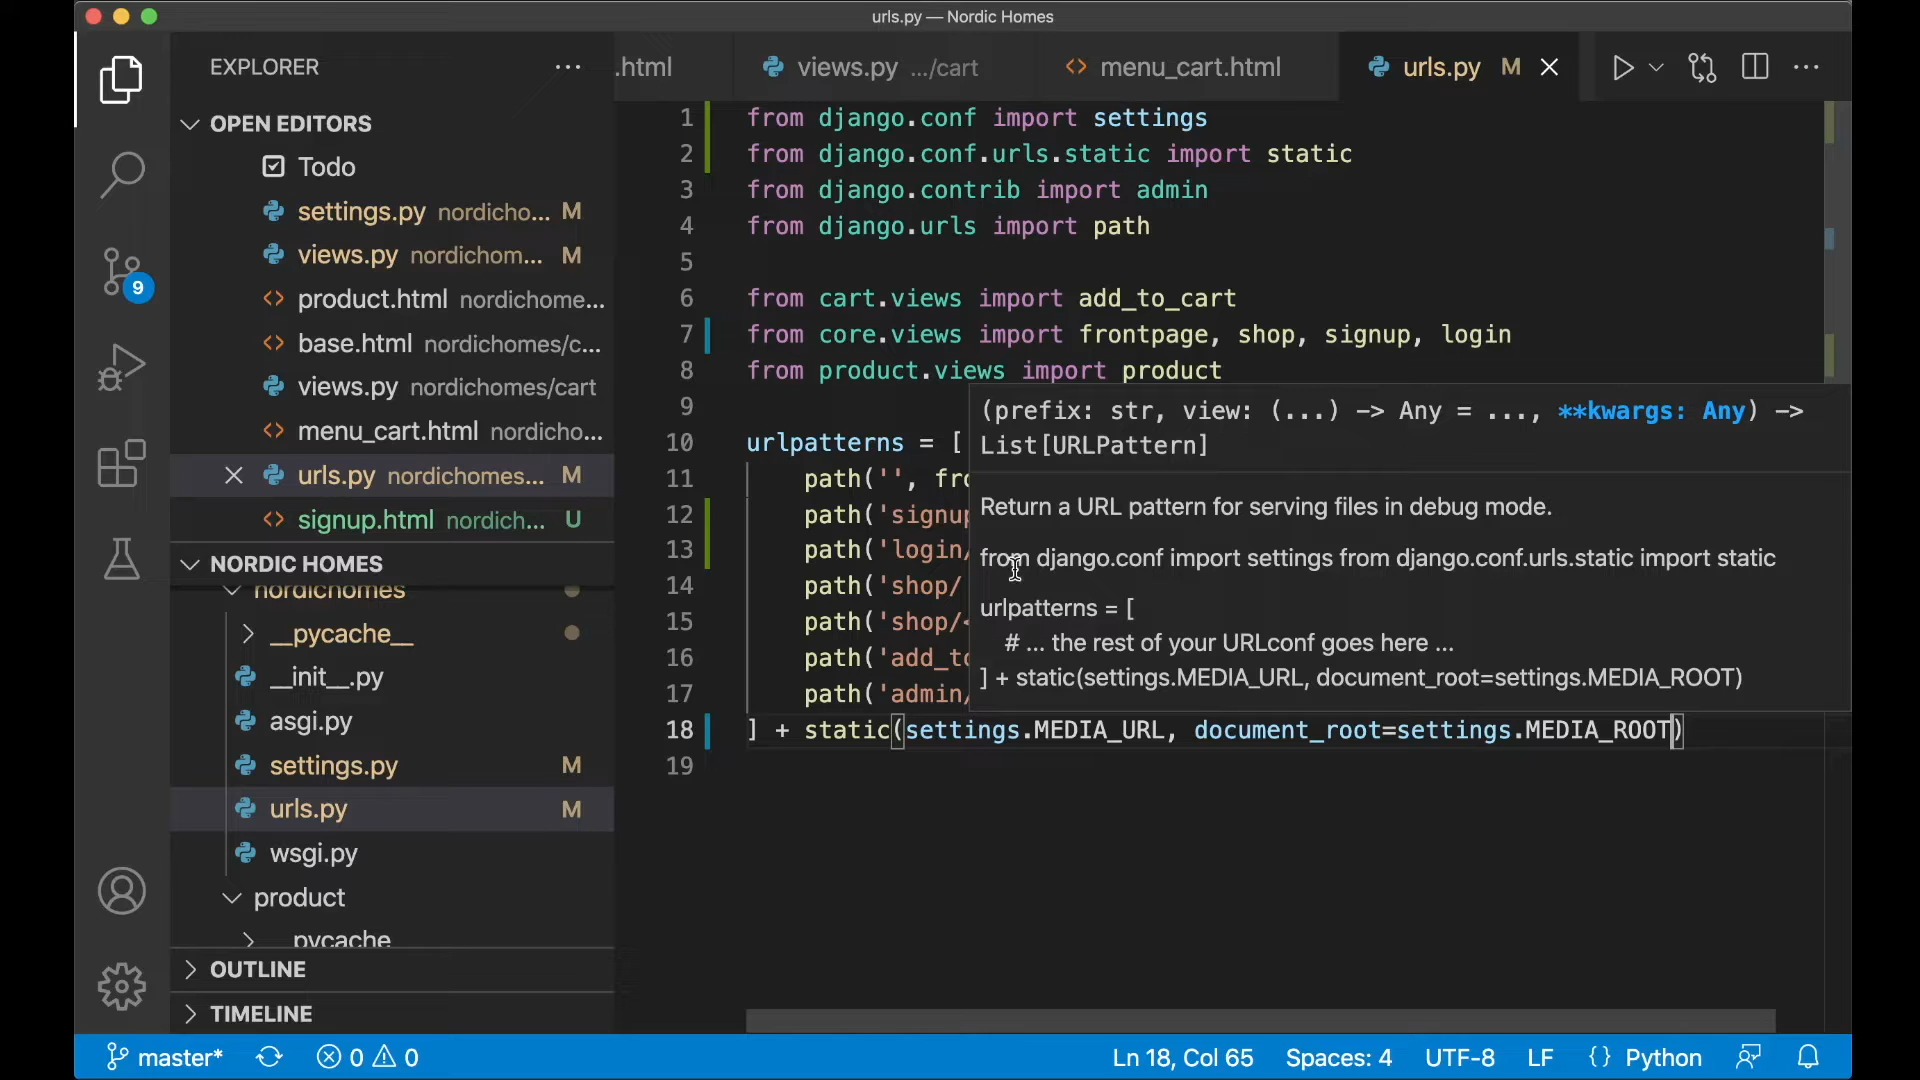 urls.py — Nordic Homes
EXPLORER
OPEN EDITORS
Todo
settings.py nordicho... M
views.py nordichom... M
product.html nordichome...
base.html nordichomes/c...
views.py nordichomes/cart
menu_cart.html nordicho...
urls.py nordichomes... M
signup.html nordich... U
9
NORDIC HOMES
nordichomes
__pycache__
__init__.py
asgi.py
settings.py M
urls.py M
wsgi.py
product
pycache
OUTLINE
TIMELINE
.html views.py .../cart menu_cart.html urls.py M
1 from django.conf import settings
2 from django.conf.urls.static import static
3 from django.contrib import admin
4 from django.urls import path
5
6 from cart.views import add_to_cart
7 from core.views import frontpage, shop, signup, login
8 from product.views import product
9
10 urlpatterns = [
11 path('', fro
12 path('signup
13 path('login/
14 path('shop/
15 path('shop/<
16 path('add_to
17 path('admin/
18 ] + static(settings.MEDIA_URL, document_root=settings.MEDIA_ROOT)
19
(prefix: str, view: (...) -> Any = ..., **kwargs: Any) ->
List[URLPattern]
Return a URL pattern for serving files in debug mode.
from django.conf import settings from django.conf.urls.static import static
urlpatterns = [
# ... the rest of your URLconf goes here ...
] + static(settings.MEDIA_URL, document_root=settings.MEDIA_ROOT)
master* 0 0 Ln 18, Col 65 Spaces: 4 UTF-8 LF {} Python